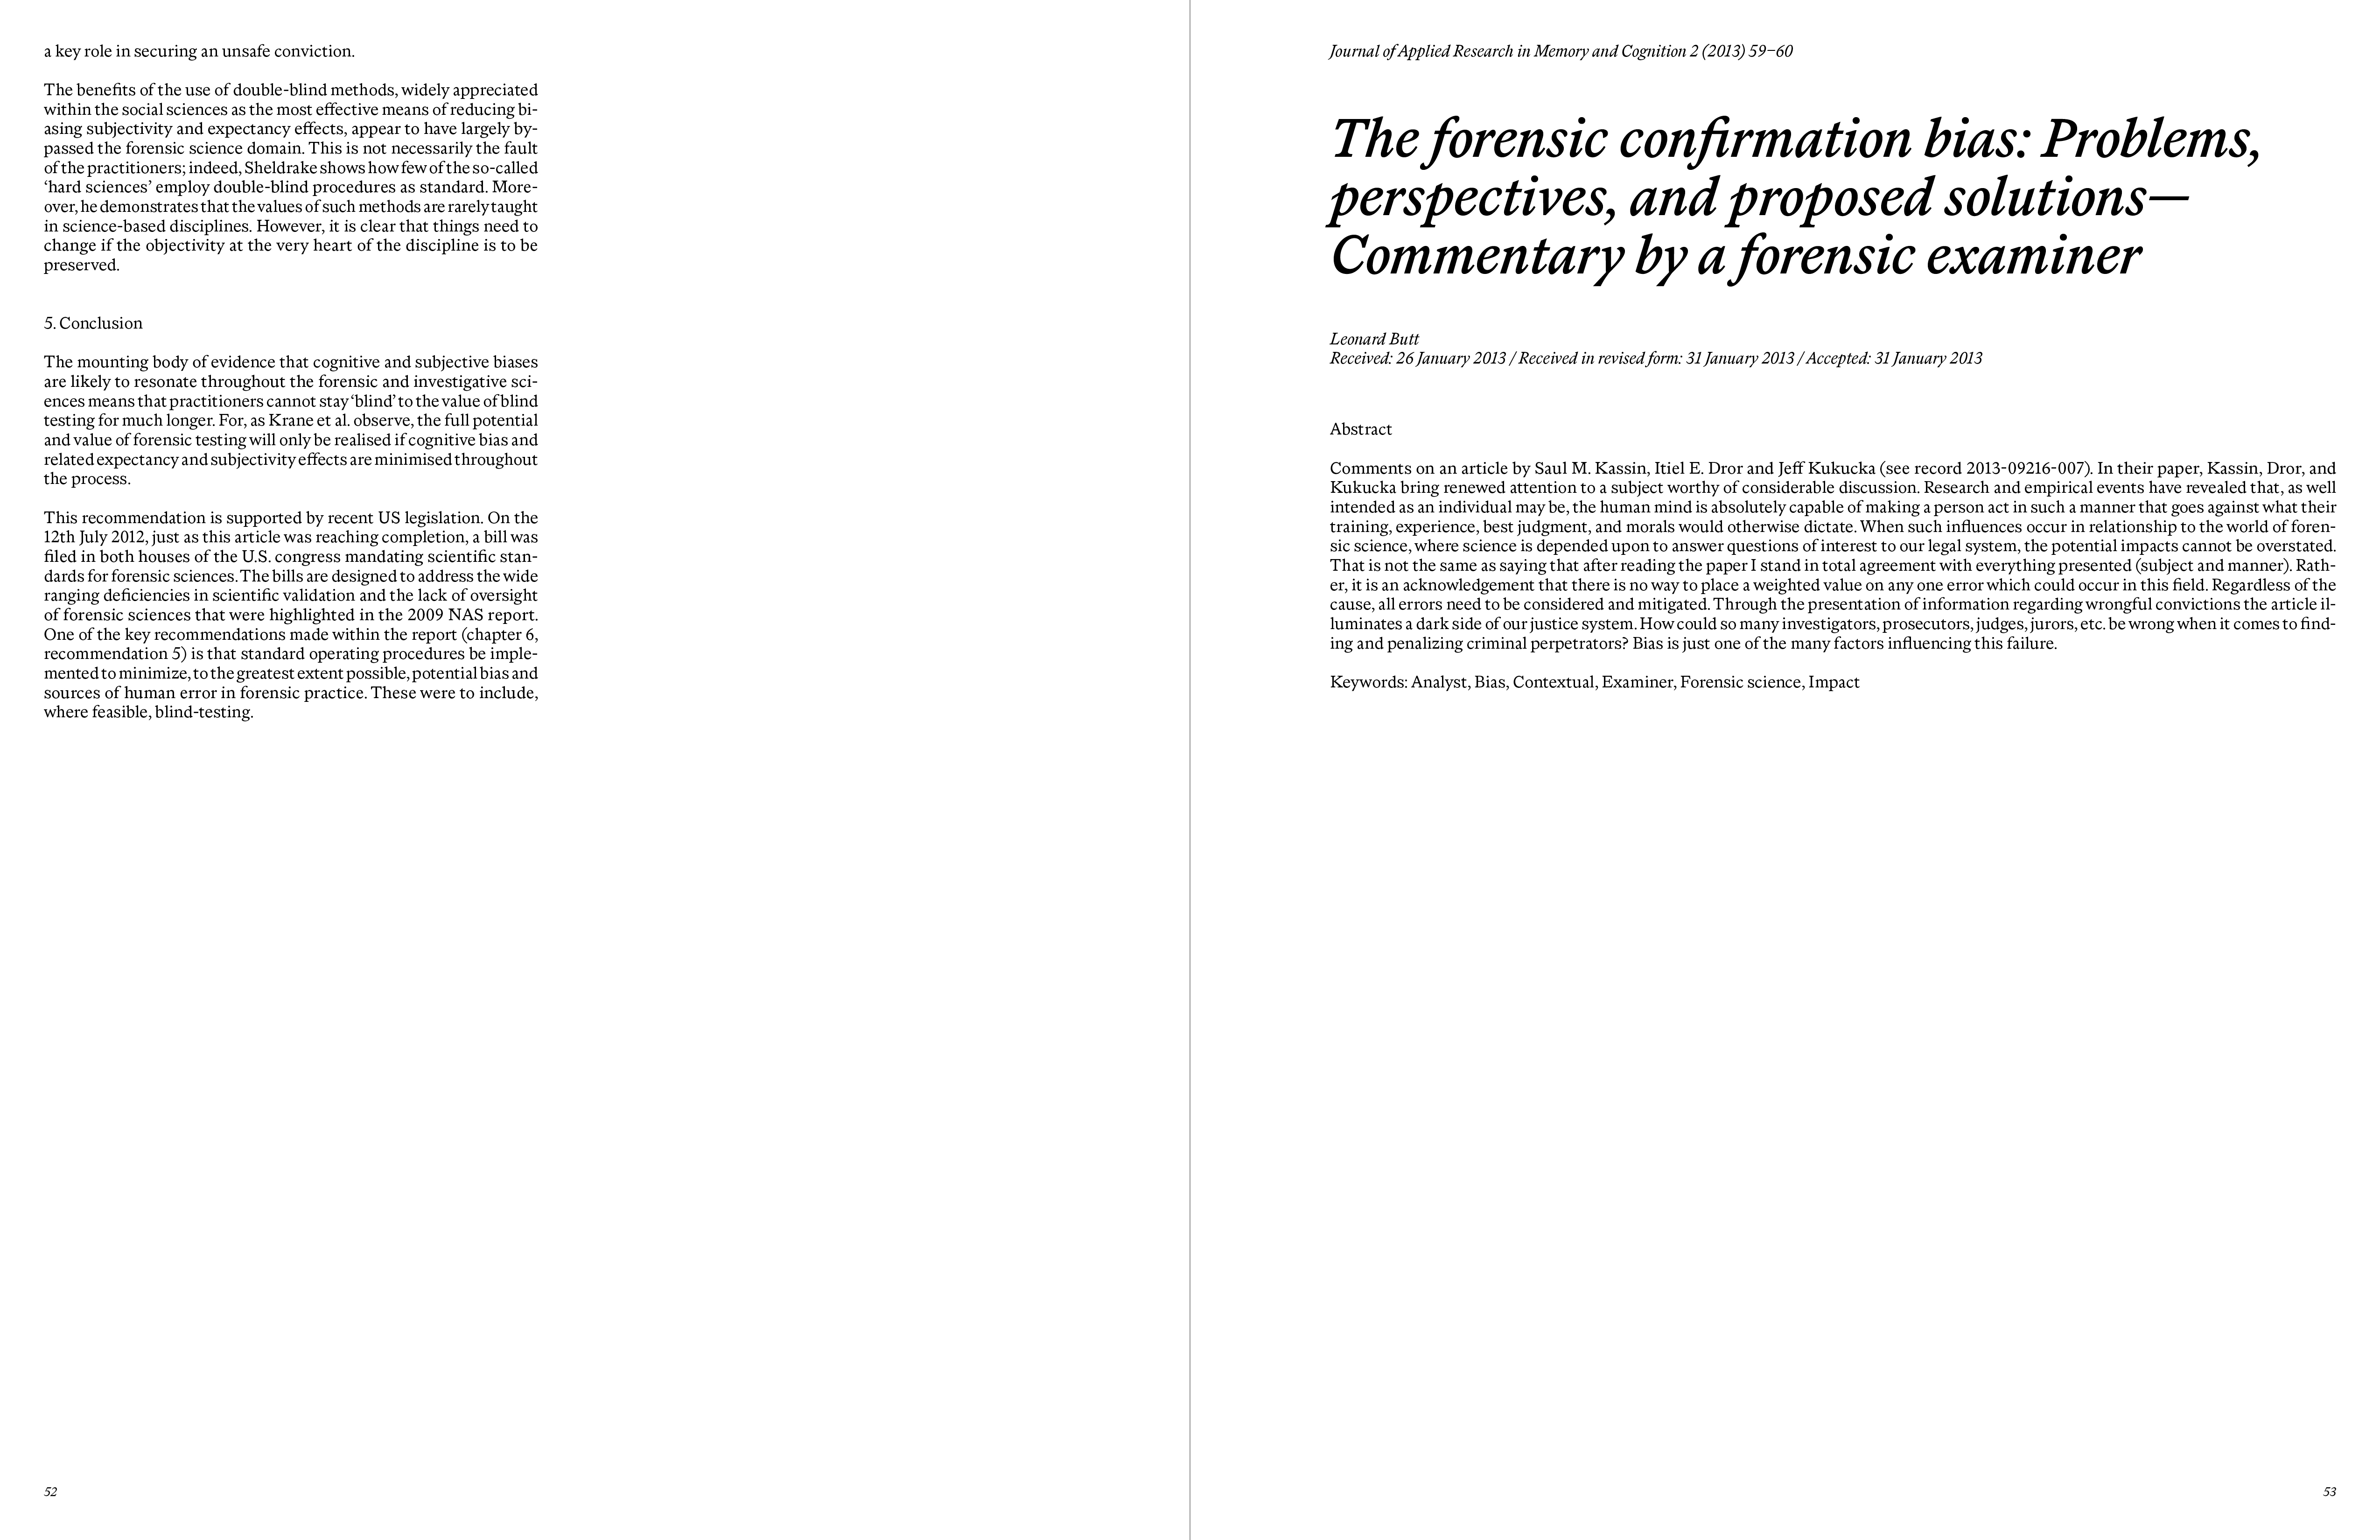 a key role in securing an unsafe conviction.
The benefits of the use of double-blind methods, widely appreciated
within the social sciences as the most effective means of reducing bi-
asing subjectivity and expectancy effects, appear to have largely by-
passed the forensic science domain. This is not necessarily the fault
of the practitioners; indeed, Sheldrake shows how few of the so-called
‘hard sciences’ employ double-blind procedures as standard. More-
over, he demonstrates that the values of such methods are rarely taught
in science-based disciplines. However, it is clear that things need to
change if the objectivity at the very heart of the discipline is to be
preserved.
5. Conclusion
The mounting body of evidence that cognitive and subjective biases
are likely to resonate throughout the forensic and investigative sci-
ences means that practitioners cannot stay ‘blind’ to the value of blind
testing for much longer. For, as Krane et al. observe, the full potential
and value of forensic testing will only be realised if cognitive bias and
related expectancy and subjectivity effects are minimised throughout
the process.
This recommendation is supported by recent US legislation. On the
12th July 2012, just as this article was reaching completion, a bill was
filed in both houses of the U.S. congress mandating scientific stan-
dards for forensic sciences. The bills are designed to address the wide
ranging deficiencies in scientific validation and the lack of oversight
of forensic sciences that were highlighted in the 2009 NAS report.
One of the key recommendations made within the report (chapter 6,
recommendation 5) is that standard operating procedures be imple-
mented to minimize, to the greatest extent possible, potential bias and
sources of human error in forensic practice. These were to include,
where feasible, blind-testing.
52
Journal of Applied Research in Memory and Cognition 2 (2013) 59–60
The forensic confirmation bias: Problems,
perspectives, and proposed solutions—
Commentary by a forensic examiner
Leonard Butt
Received: 26 January 2013 / Received in revised form: 31 January 2013 / Accepted: 31 January 2013
Abstract
Comments on an article by Saul M. Kassin, Itiel E. Dror and Jeff Kukucka (see record 2013-09216-007). In their paper, Kassin, Dror, and
Kukucka bring renewed attention to a subject worthy of considerable discussion. Research and empirical events have revealed that, as well
intended as an individual may be, the human mind is absolutely capable of making a person act in such a manner that goes against what their
training, experience, best judgment, and morals would otherwise dictate. When such influences occur in relationship to the world of foren-
sic science, where science is depended upon to answer questions of interest to our legal system, the potential impacts cannot be overstated.
That is not the same as saying that after reading the paper I stand in total agreement with everything presented (subject and manner). Rath-
er, it is an acknowledgement that there is no way to place a weighted value on any one error which could occur in this field. Regardless of the
cause, all errors need to be considered and mitigated. Through the presentation of information regarding wrongful convictions the article il-
luminates a dark side of our justice system. How could so many investigators, prosecutors, judges, jurors, etc. be wrong when it comes to find-
ing and penalizing criminal perpetrators? Bias is just one of the many factors influencing this failure.
Keywords: Analyst, Bias, Contextual, Examiner, Forensic science, Impact
53